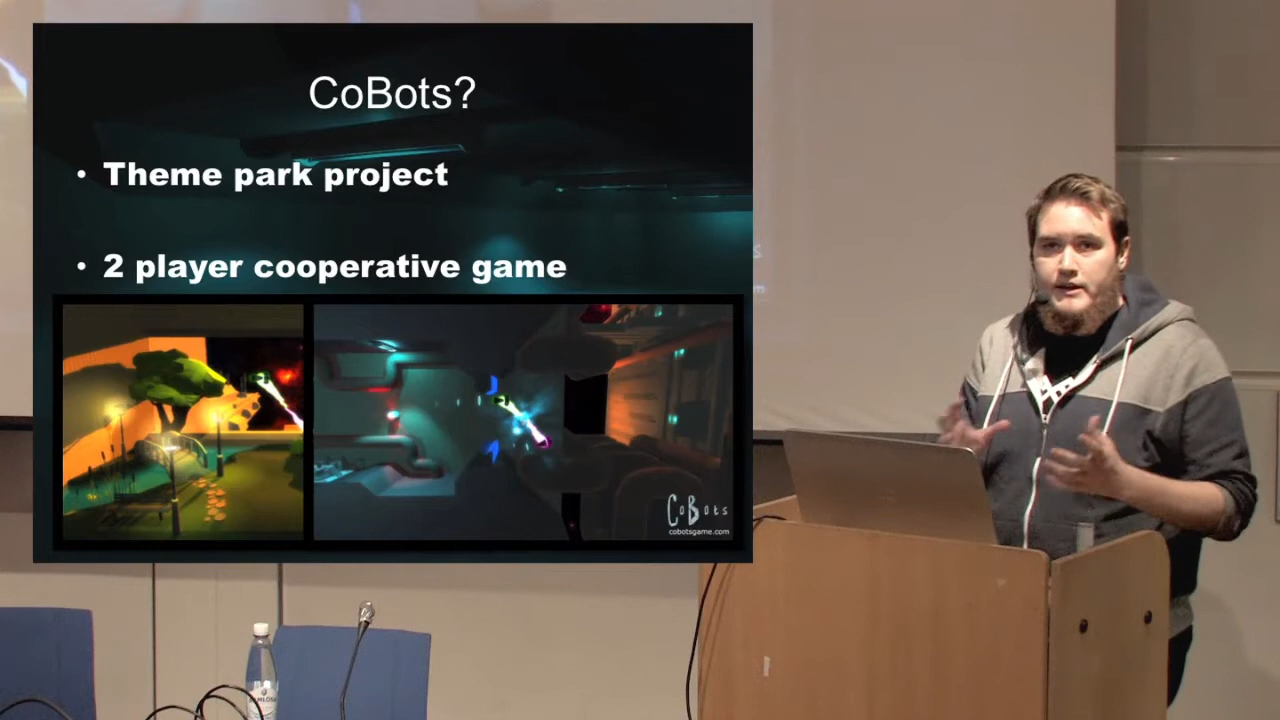 CoBots?
• Theme park project
• 2 player cooperative game
CoBots
cobotsgame.com